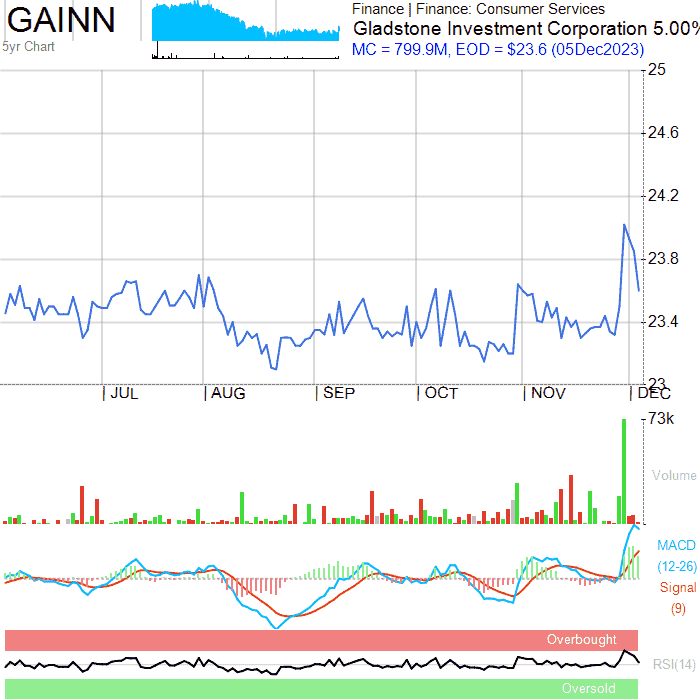 GAINN
5yr Chart
Finance | Finance: Consumer Services
Gladstone Investment Corporation 5.00%
MC = 799.9M, EOD = $23.6 (05Dec2023)
25
24.6
24.2
23.8
23.4
23
| JUL | AUG | SEP | OCT | NOV | DEC
73k
Volume
MACD
(12-26)
Signal
(9)
Overbought
RSI(14)
Oversold